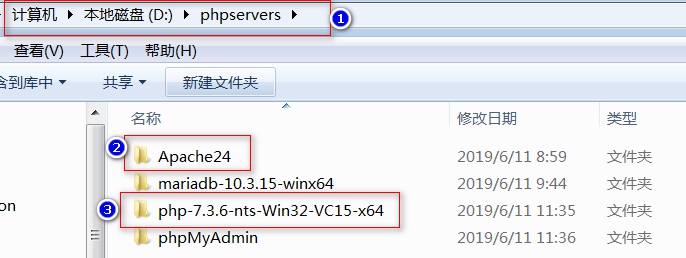 计算机 ▸ 本地磁盘 (D:) ▸ phpservers ▸ 1
查看(V) 工具(T) 帮助(H)
含到库中 共享 新建文件夹
名称 修改日期 类型
2 Apache24 2019/6/11 8:59 文件夹
mariadb-10.3.15-winx64 2019/6/11 9:44 文件夹
on
3 php-7.3.6-nts-Win32-VC15-x64 2019/6/11 11:35 文件夹
phpMyAdmin 2019/6/11 11:36 文件夹